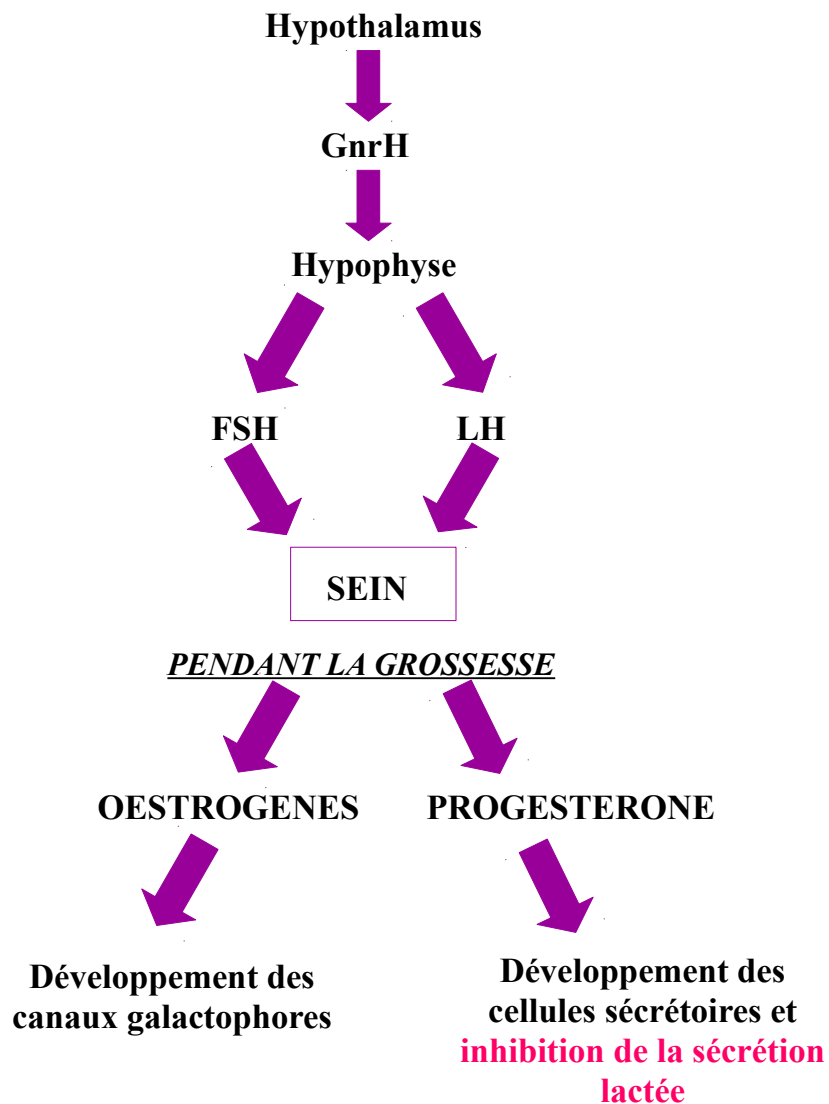 Hypothalamus
GnrH
Hypophyse
FSH
LH
SEIN
PENDANT LA GROSSESSE
OESTROGENES
PROGESTERONE
Développement des
canaux galactophores
Développement des
cellules sécrétoires et
inhibition de la sécrétion
lactée